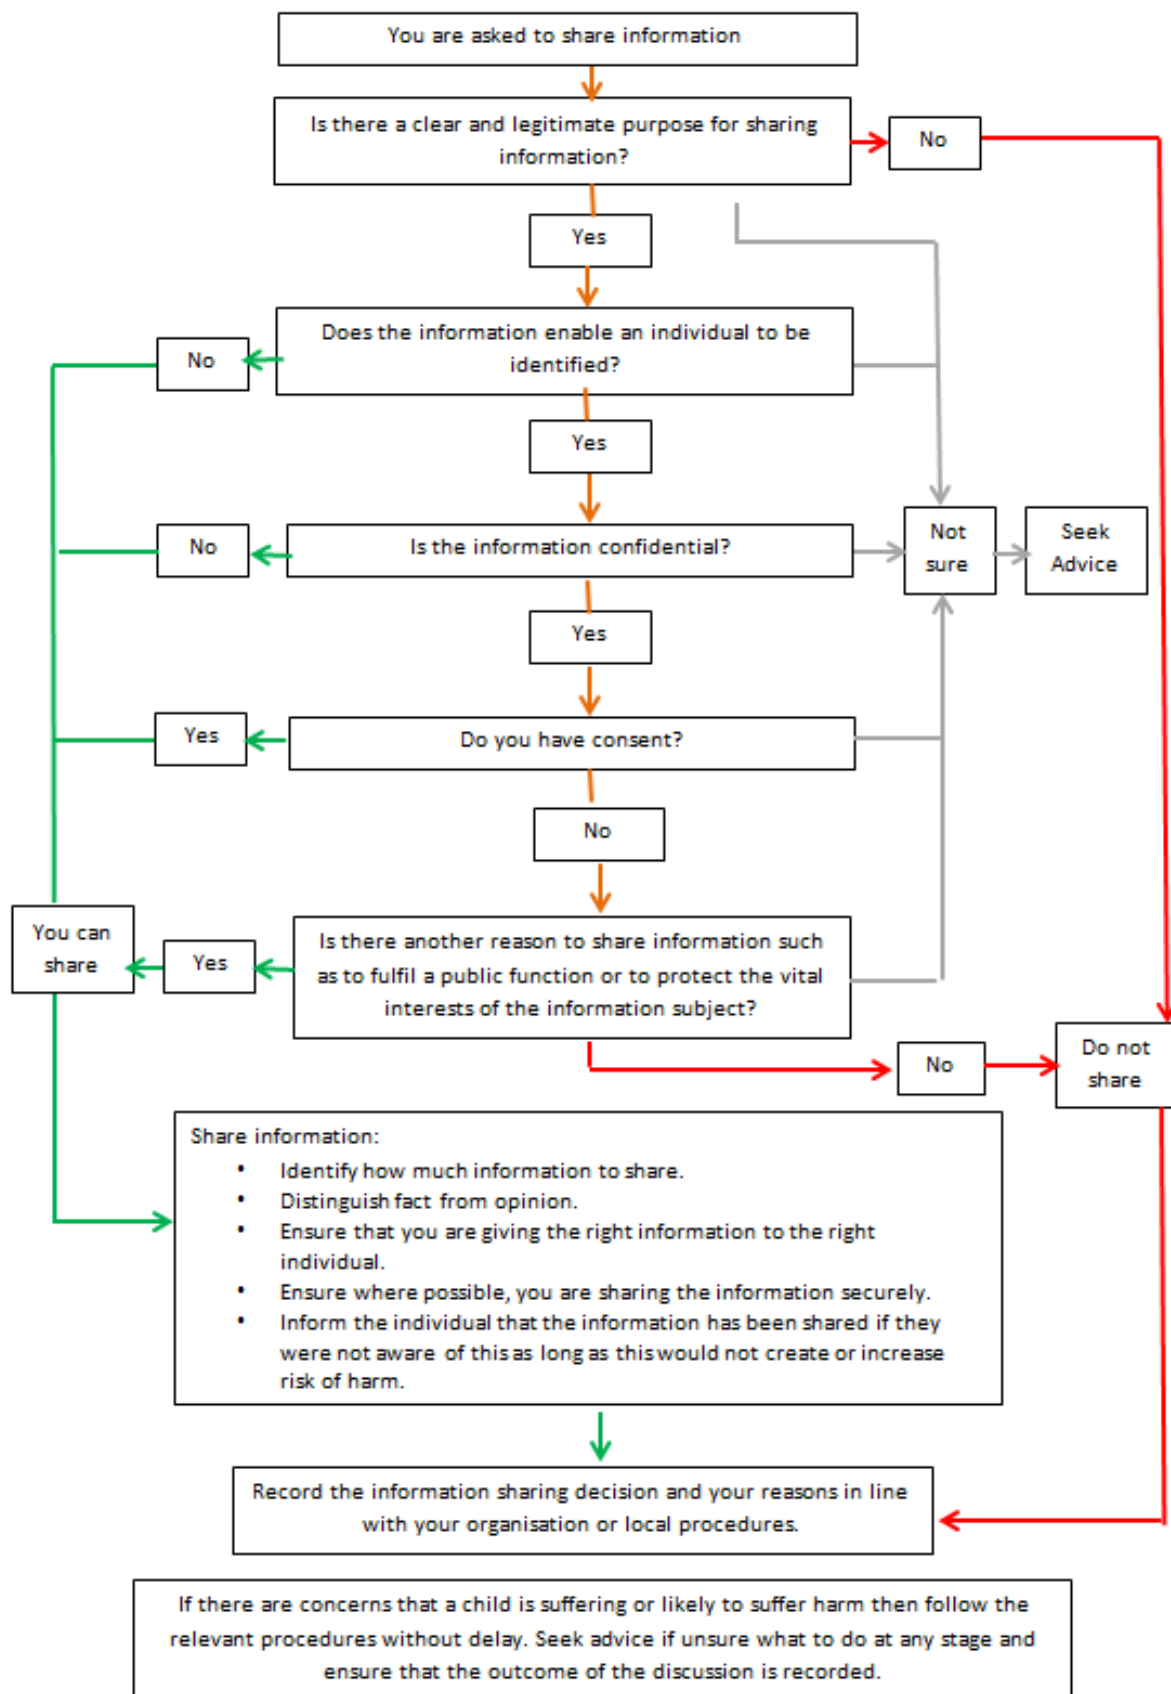 You are asked to share information
Is there a clear and legitimate purpose for sharing
information?
No
Yes
Does the information enable an individual to be
identified?
No
Yes
Is the information confidential?
No
Not
sure
Seek
Advice
Yes
Do you have consent?
Yes
No
Is there another reason to share information such
as to fulfil a public function or to protect the vital
interests of the information subject?
Yes
You can
share
No
Do not
share
Share information:
• Identify how much information to share.
• Distinguish fact from opinion.
• Ensure that you are giving the right information to the right
individual.
• Ensure where possible, you are sharing the information securely.
• Inform the individual that the information has been shared if they
were not aware of this as long as this would not create or increase
risk of harm.
Record the information sharing decision and your reasons in line
with your organisation or local procedures.
If there are concerns that a child is suffering or likely to suffer harm then follow the
relevant procedures without delay. Seek advice if unsure what to do at any stage and
ensure that the outcome of the discussion is recorded.